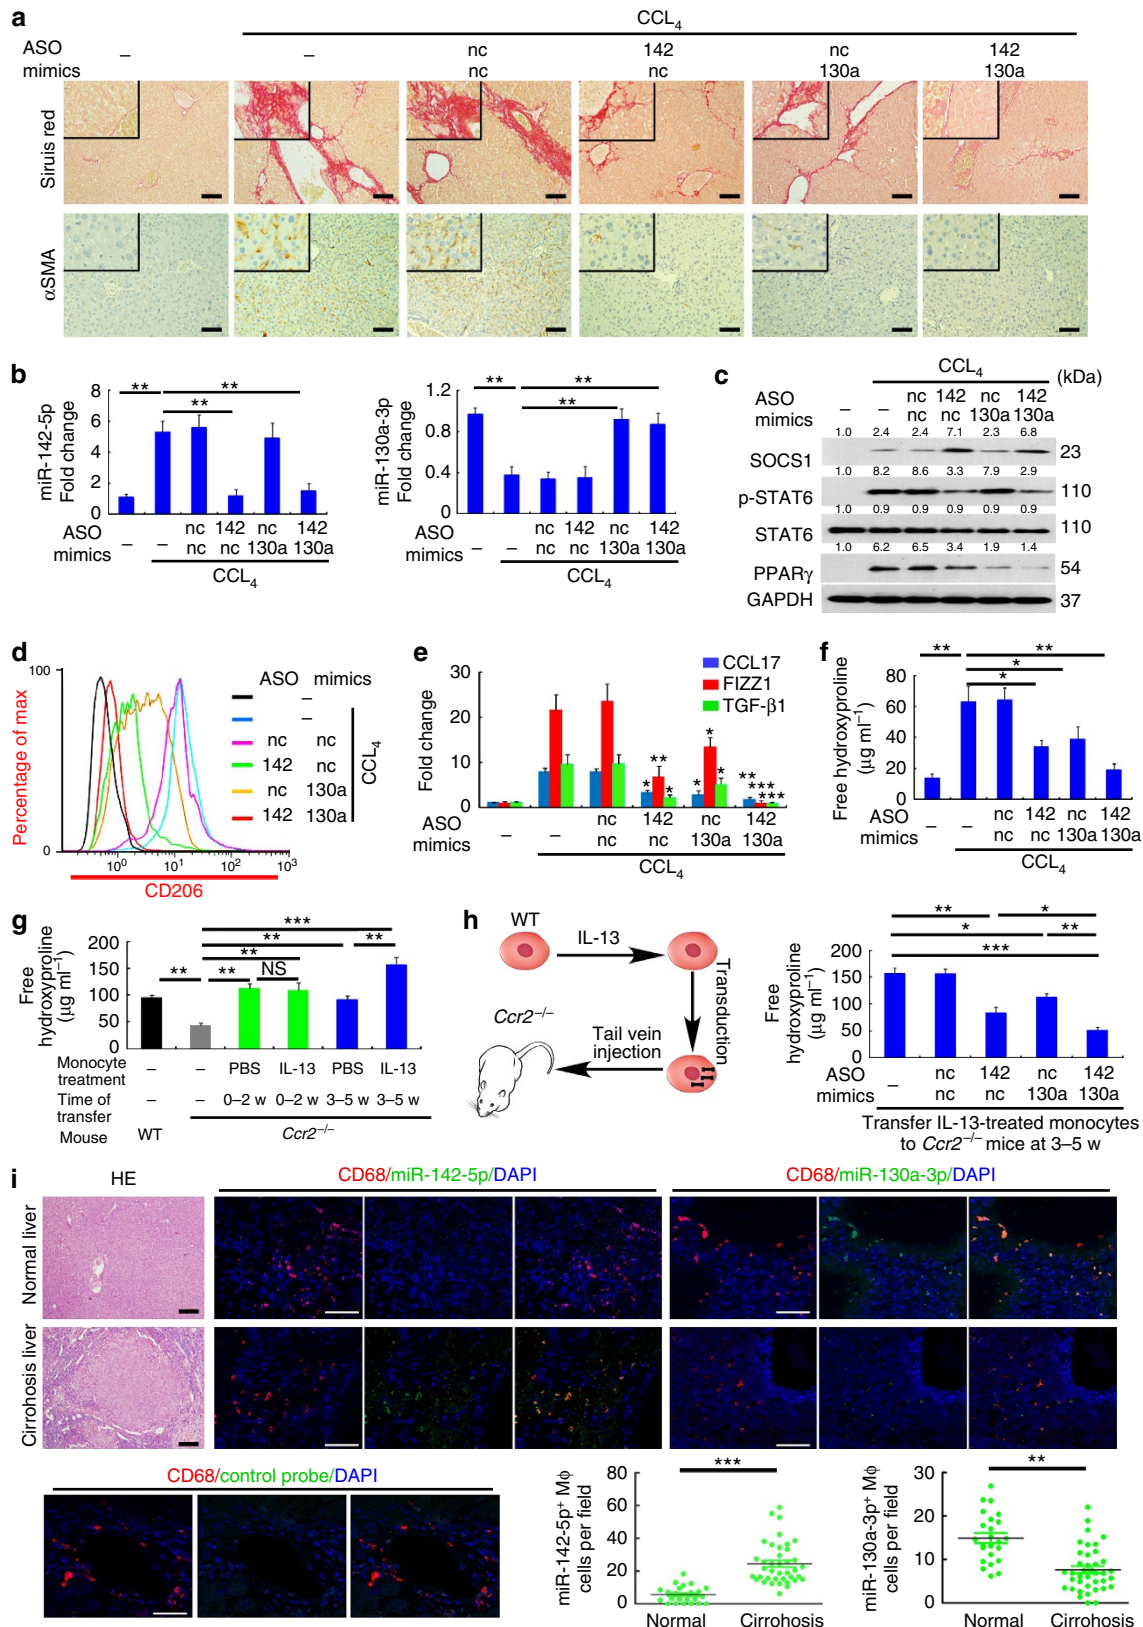 a
CCL4
ASO – – nc 142 nc 142
mimics nc nc 130a 130a
Siruis red
αSMA
b
miR-142-5p
Fold change
8
6
4
2
0
** ** **
ASO nc 142 nc 142
mimics – – nc nc 130a 130a
CCL4
miR-130a-3p
Fold change
1.2
0.8
0.4
0
** ** **
ASO nc 142 nc 142
mimics – – nc nc 130a 130a
CCL4
c
CCL4 (kDa)
ASO nc 142 nc 142
mimics – – nc nc 130a 130a
1.0 2.4 2.4 7.1 2.3 6.8
SOCS1 23
1.0 8.2 8.6 3.3 7.9 2.9
p-STAT6 110
1.0 0.9 0.9 0.9 0.9 0.9
STAT6 110
1.0 6.2 6.5 3.4 1.9 1.4
PPARγ 54
GAPDH 37
d
Percentage of max
100
0
10⁰ 10¹ 10² 10³
CD206
ASO mimics
–
–
nc nc
142 nc
nc 130a
142 130a
CCL4
e
Fold change
30
20
10
0
CCL17
FIZZ1
TGF-β1
* ** * * * * ** *** ***
ASO nc 142 nc 142
mimics – – nc nc 130a 130a
CCL4
f
Free hydroxyproline
(μg ml⁻¹)
80
60
40
20
0
** ** * *
ASO nc 142 nc 142
mimics – – nc nc 130a 130a
CCL4
g
Free
hydroxyproline
(μg ml⁻¹)
200
150
100
50
0
*** ** ** ** ** ** NS
Monocyte
treatment – – PBS IL-13 PBS IL-13
Time of
transfer – – 0–2 w 0–2 w 3–5 w 3–5 w
Mouse WT Ccr2⁻/⁻
h
WT
IL-13
Transduction
Ccr2⁻/⁻
Tail vein
injection
Free
hydroxyproline
(μg ml⁻¹)
200
150
100
50
0
** * * ** ***
ASO nc 142 nc 142
mimics – nc nc 130a 130a
Transfer IL-13-treated monocytes
to Ccr2⁻/⁻ mice at 3–5 w
i
HE
CD68/miR-142-5p/DAPI
CD68/miR-130a-3p/DAPI
Normal liver
Cirrohosis liver
CD68/control probe/DAPI
miR-142-5p⁺ Mϕ
cells per field
80
60
40
20
0
***
Normal Cirrhosis
miR-130a-3p⁺ Mϕ
cells per field
30
20
10
0
**
Normal Cirrhosis